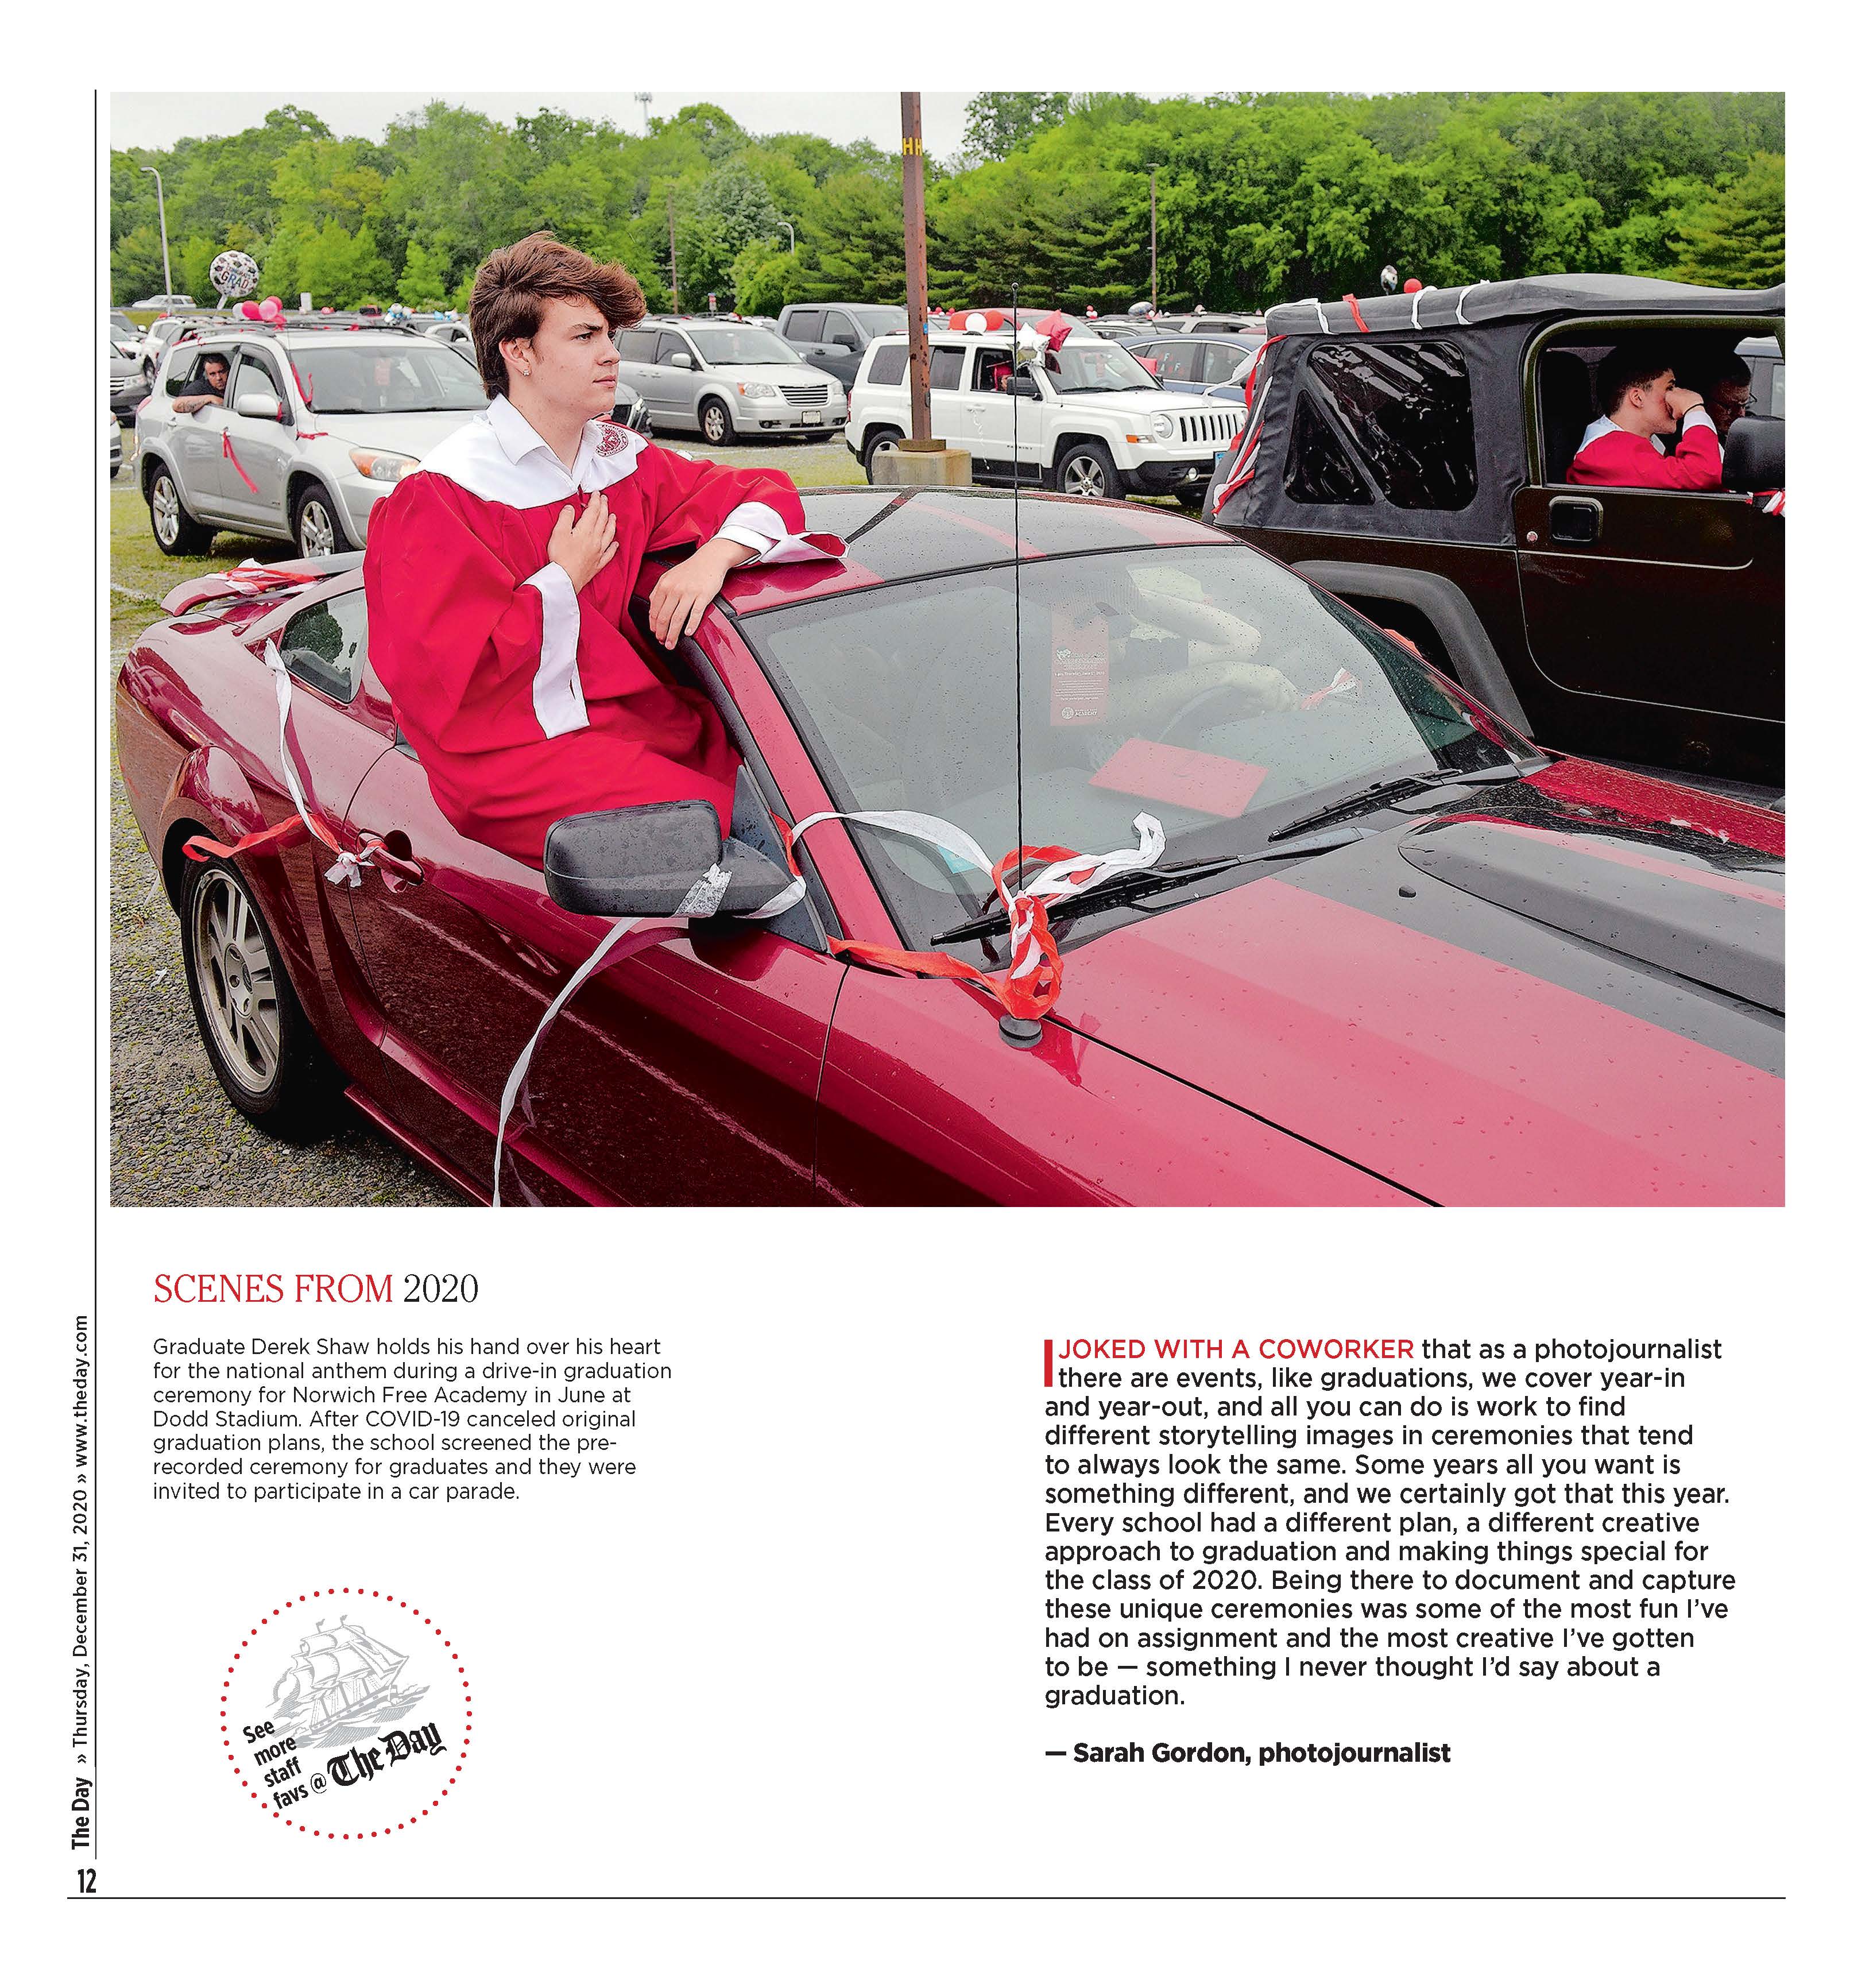 GRAD
HH
SCENES FROM 2020
Graduate Derek Shaw holds his hand over his heart
for the national anthem during a drive-in graduation
ceremony for Norwich Free Academy in June at
Dodd Stadium. After COVID-19 canceled original
graduation plans, the school screened the pre-
recorded ceremony for graduates and they were
invited to participate in a car parade.
See
more
staff
favs @ The Day
I JOKED WITH A COWORKER that as a photojournalist
there are events, like graduations, we cover year-in
and year-out, and all you can do is work to find
different storytelling images in ceremonies that tend
to always look the same. Some years all you want is
something different, and we certainly got that this year.
Every school had a different plan, a different creative
approach to graduation and making things special for
the class of 2020. Being there to document and capture
these unique ceremonies was some of the most fun I’ve
had on assignment and the most creative I’ve gotten
to be — something I never thought I’d say about a
graduation.
— Sarah Gordon, photojournalist
The Day » Thursday, December 31, 2020 » www.theday.com
12